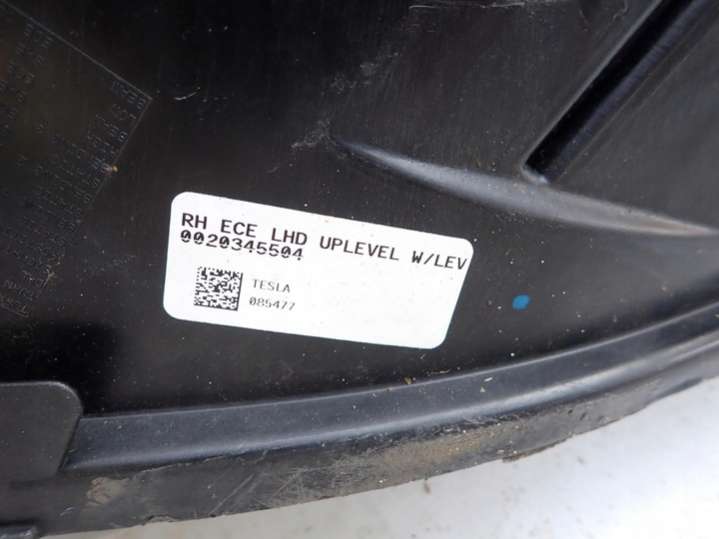 RH ECE LHD UPLEVEL W/LEV
0020345504
TESLA
085477